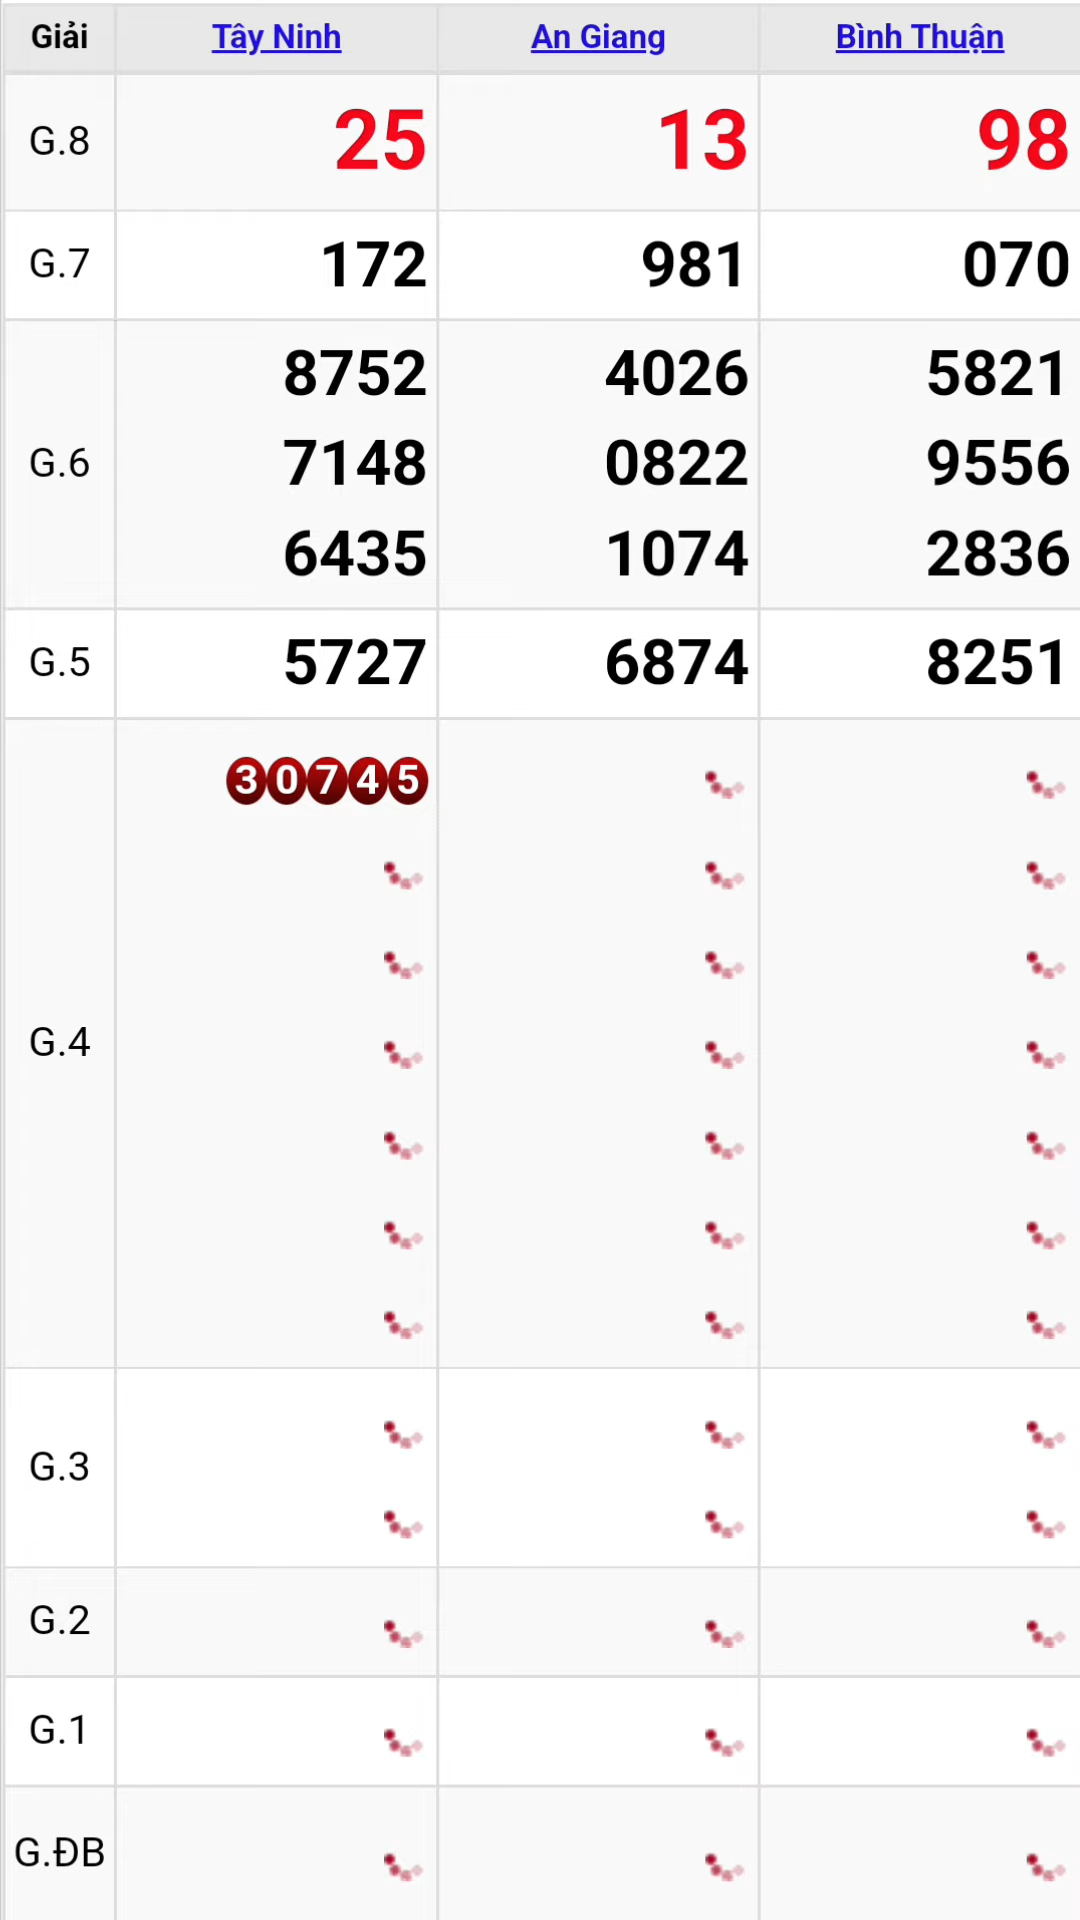 Giải Tây Ninh An Giang Bình Thuận
G.8 25 13 98
G.7 172 981 070
8752 4026 5821
G.6 7148 0822 9556
6435 1074 2836
G.5 5727 6874 8251
30745
G.4
G.3
G.2
G.1
G.ĐB